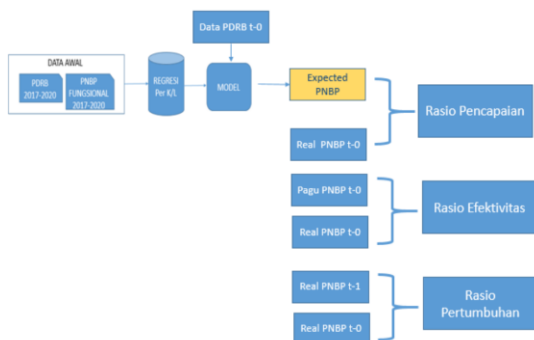 Data PDRB t-0
DATA AWAL
PDRB
2017-2020
PNBP
FUNGSIONAL
2017-2020
REGRESI
Per K/L
MODEL
Expected
PNBP
Real PNBP t-0
Rasio Pencapaian
Pagu PNBP t-0
Real PNBP t-0
Rasio Efektivitas
Real PNBP t-1
Real PNBP t-0
Rasio
Pertumbuhan